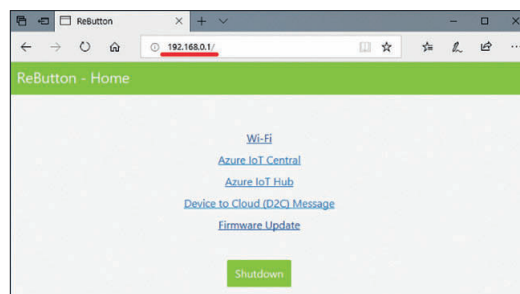 ReButton
192.168.0.1/
ReButton - Home
Wi-Fi
Azure IoT Central
Azure IoT Hub
Device to Cloud (D2C) Message
Firmware Update
Shutdown